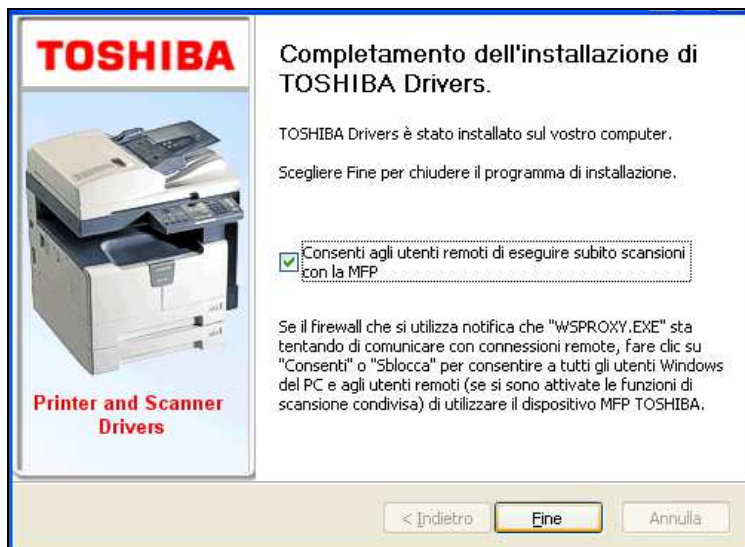 TOSHIBA
Completamento dell'installazione di
TOSHIBA Drivers.
TOSHIBA Drivers è stato installato sul vostro computer.
Scegliere Fine per chiudere il programma di installazione.
Consenti agli utenti remoti di eseguire subito scansioni
con la MFP
Se il firewall che si utilizza notifica che "WSPROXY.EXE" sta
tentando di comunicare con connessioni remote, fare clic su
"Consenti" o "Sblocca" per consentire a tutti gli utenti Windows
del PC e agli utenti remoti (se si sono attivate le funzioni di
scansione condivisa) di utilizzare il dispositivo MFP TOSHIBA.
Printer and Scanner
Drivers
< Indietro
Fine
Annulla